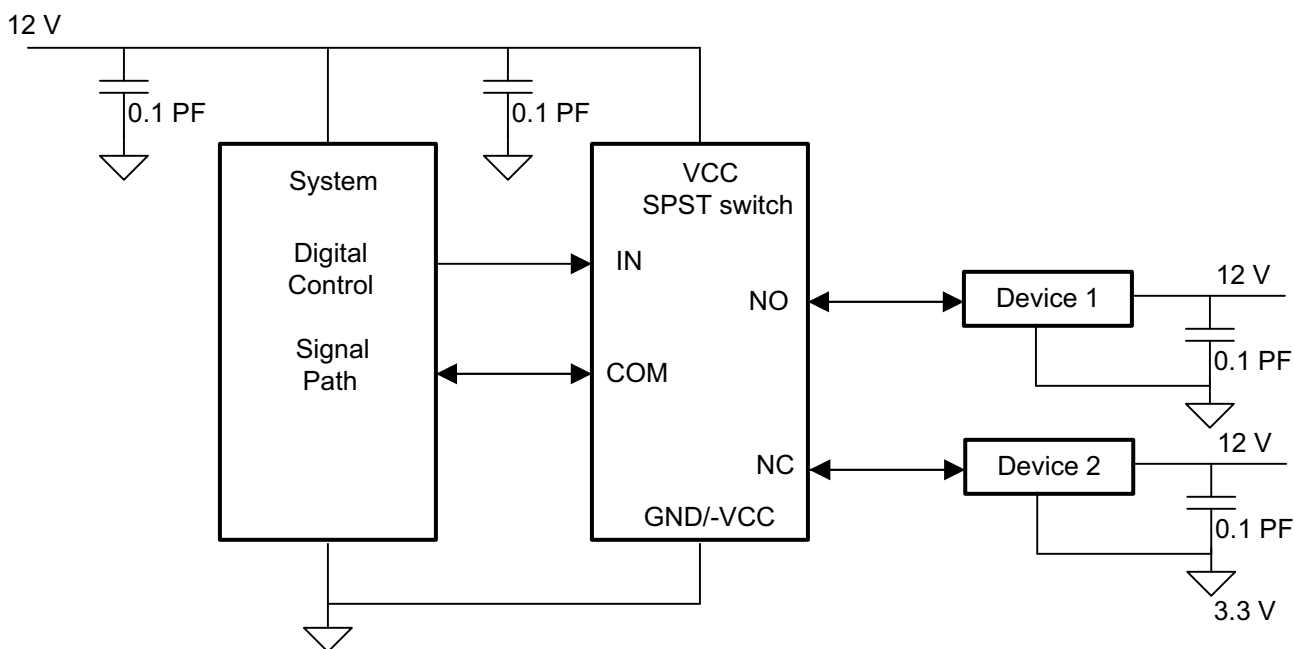 12 V
0.1 PF
0.1 PF
System
Digital
Control
Signal
Path
VCC
SPST switch
IN
COM
NO
NC
GND/-VCC
Device 1
12 V
0.1 PF
Device 2
12 V
0.1 PF
3.3 V